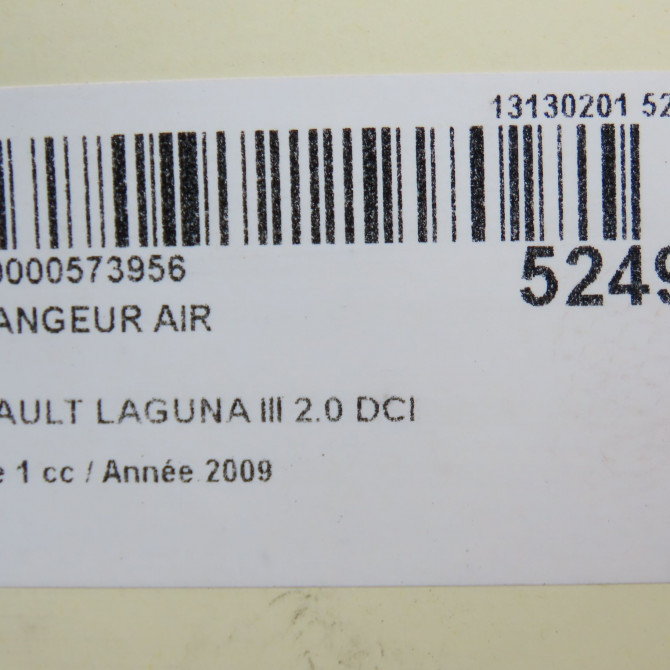 13130201 52
0000573956
5249
ANGEUR AIR
AULT LAGUNA III 2.0 DCI
e 1 cc / Année 2009